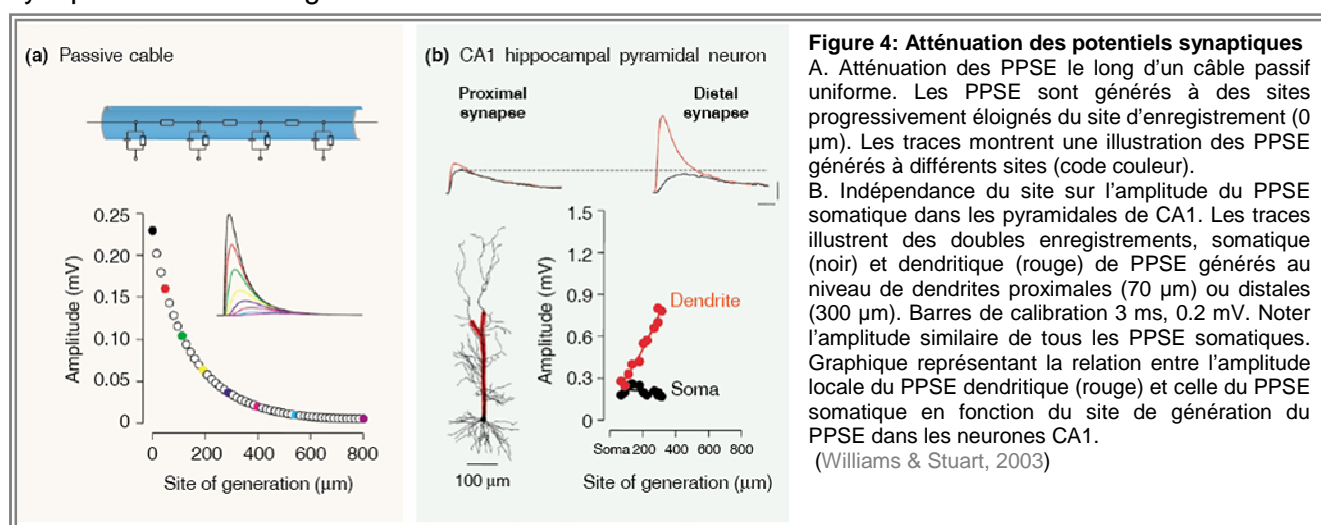 (a) Passive cable
0.25
0.20
0.15
0.10
0.05
0
Amplitude (mV)
0 200 400 600 800
Site of generation (µm)
(b) CA1 hippocampal pyramidal neuron
Proximal
synapse
Distal
synapse
100 µm
1.5
1.2
0.9
0.6
0.3
0
Amplitude (mV)
Dendrite
Soma
Soma 200 400 600 800
Site of generation (µm)
Figure 4: Atténuation des potentiels synaptiques
A. Atténuation des PPSE le long d’un câble passif
uniforme. Les PPSE sont générés à des sites
progressivement éloignés du site d’enregistrement (0
µm). Les traces montrent une illustration des PPSE
générés à différents sites (code couleur).
B. Indépendance du site sur l’amplitude du PPSE
somatique dans les pyramidales de CA1. Les traces
illustrent des doubles enregistrements, somatique
(noir) et dendritique (rouge) de PPSE générés au
niveau de dendrites proximales (70 µm) ou distales
(300 µm). Barres de calibration 3 ms, 0.2 mV. Noter
l’amplitude similaire de tous les PPSE somatiques.
Graphique représentant la relation entre l’amplitude
locale du PPSE dendritique (rouge) et celle du PPSE
somatique en fonction du site de génération du
PPSE dans les neurones CA1.
(Williams & Stuart, 2003)